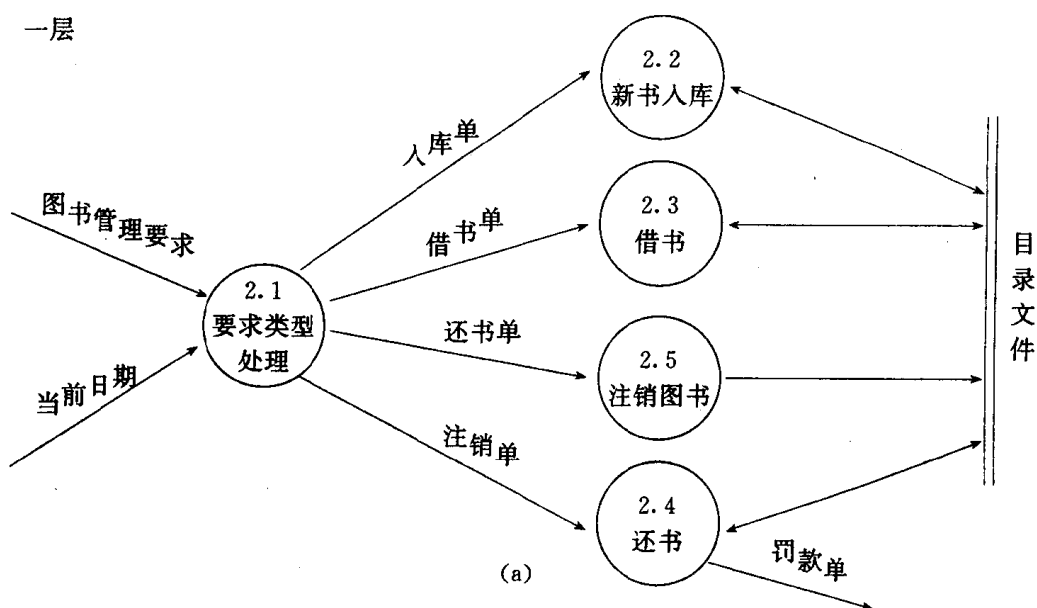 一层
2.2
新书入库
入库单
图书管理要求
借书单
2.3
借书
目录文件
2.1
要求类型
处理
还书单
2.5
注销图书
当前日期
注销单
2.4
还书
罚款单
(a)